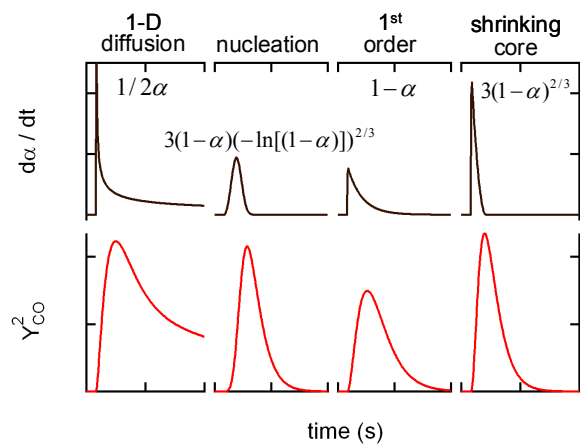 1-D
diffusion
nucleation
1st
order
shrinking
core
dα / dt
1/2α
3(1−α)(−ln[(1−α)])^2/3
1−α
3(1−α)^2/3
Y²CO
time (s)